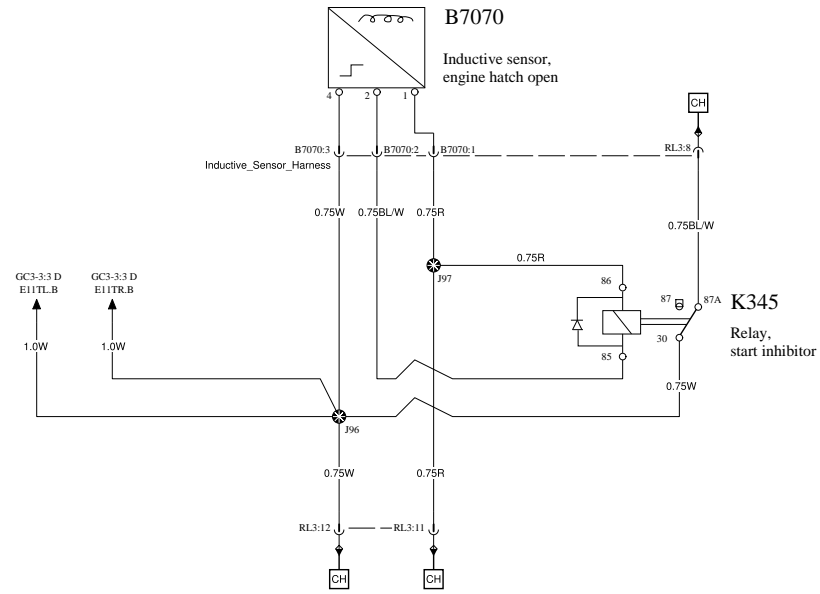 B7070
Inductive sensor,
engine hatch open
4
2
1
CH
B7070:3
B7070:2
B7070:1
RL3:8
Inductive_Sensor_Harness
0.75W
0.75BL/W
0.75R
0.75BL/W
GC3-3:3 D
E11TL.B
GC3-3:3 D
E11TR.B
J97
0.75R
86
87
87A
K345
Relay,
start inhibitor
30
85
1.0W
1.0W
0.75W
J96
0.75W
0.75R
RL3:12
RL3:11
CH
CH